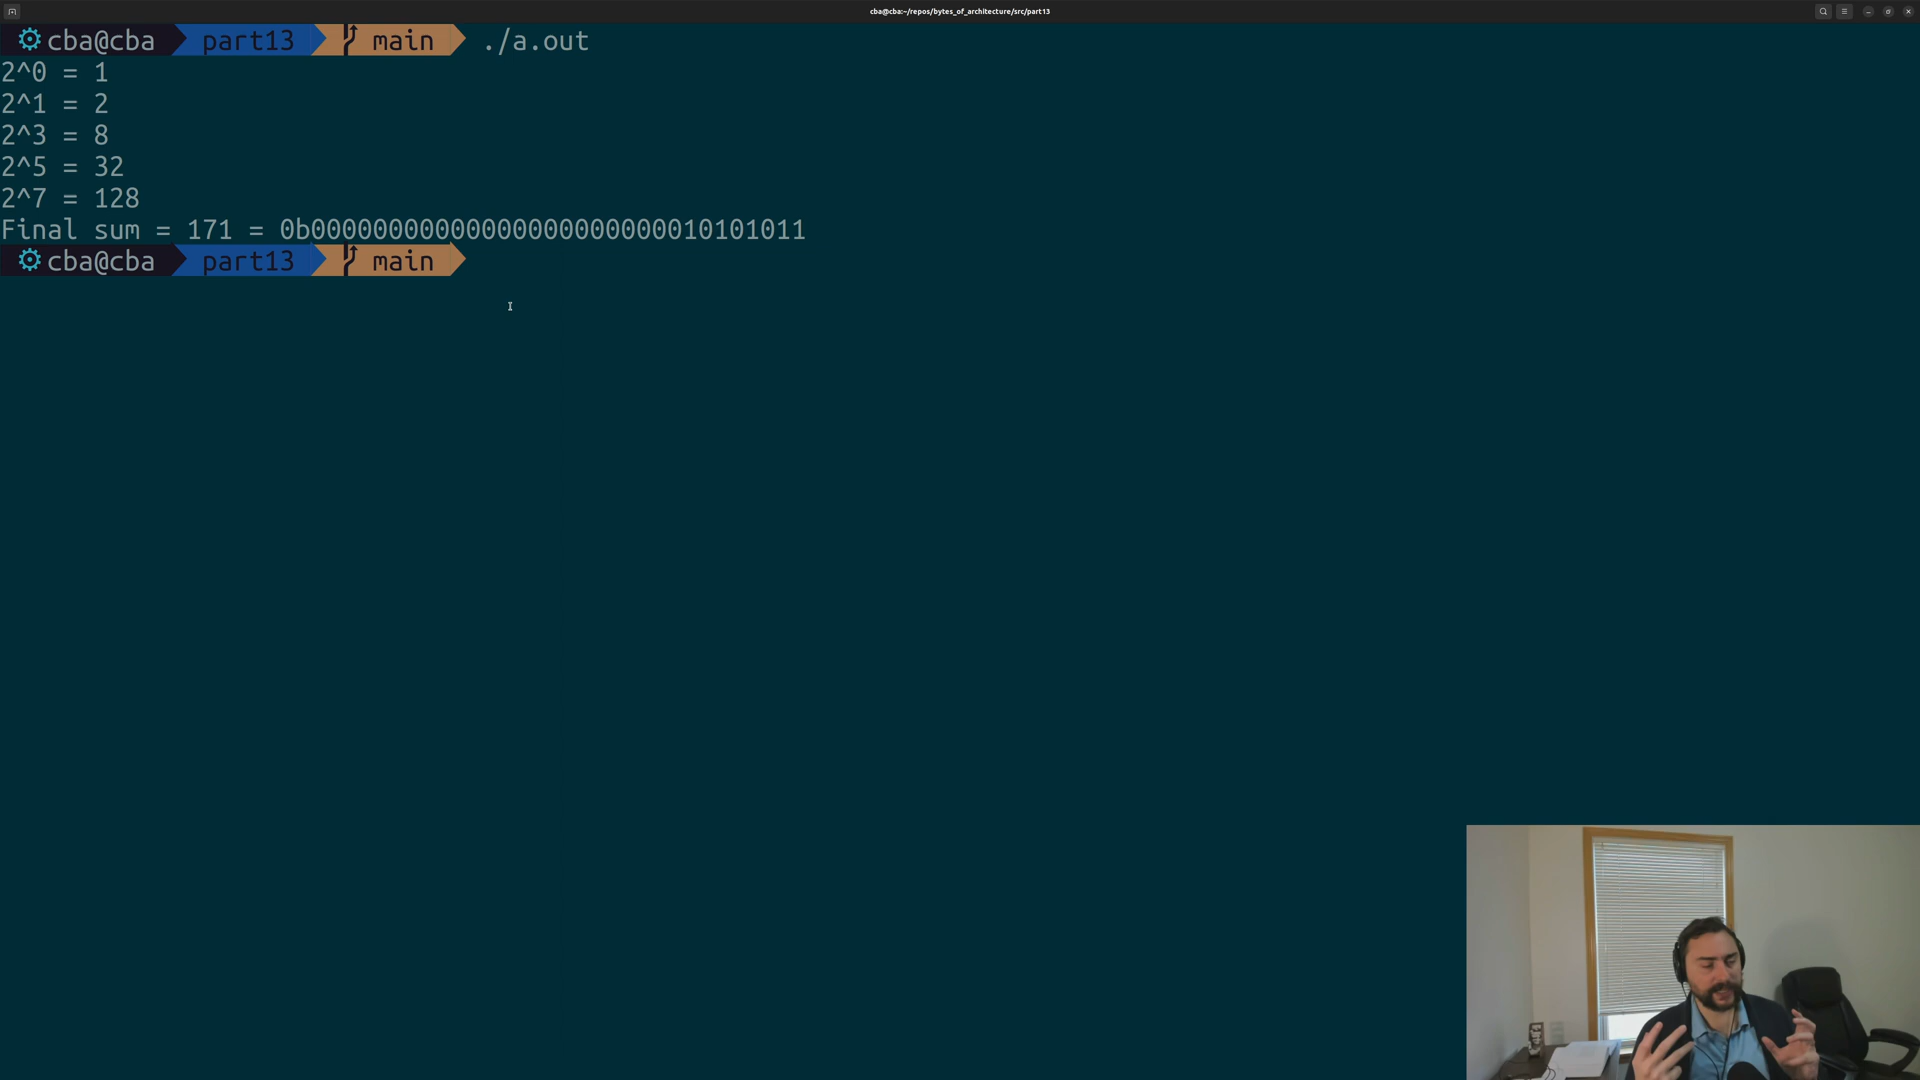 cba@cba:~/repos/bytes_of_architecture/src/part13
cba@cba part13 main ./a.out
2^0 = 1
2^1 = 2
2^3 = 8
2^5 = 32
2^7 = 128
Final sum = 171 = 0b00000000000000000000000010101011
cba@cba part13 main